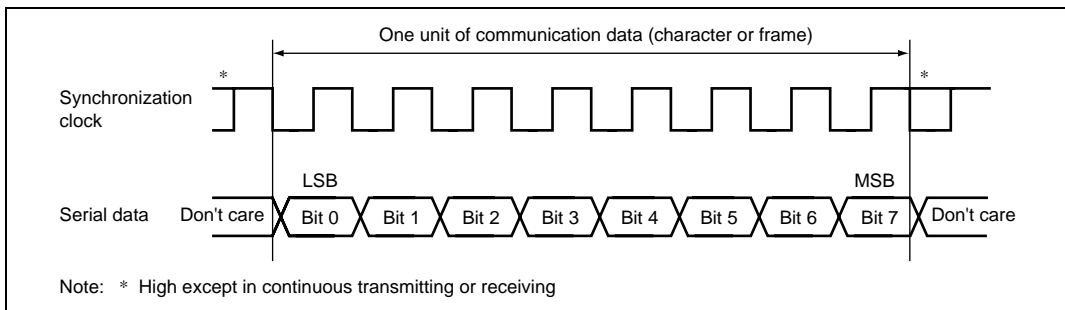 One unit of communication data (character or frame)
* *
Synchronization
clock
LSB MSB
Serial data Don't care Bit 0 Bit 1 Bit 2 Bit 3 Bit 4 Bit 5 Bit 6 Bit 7 Don't care
Note: * High except in continuous transmitting or receiving